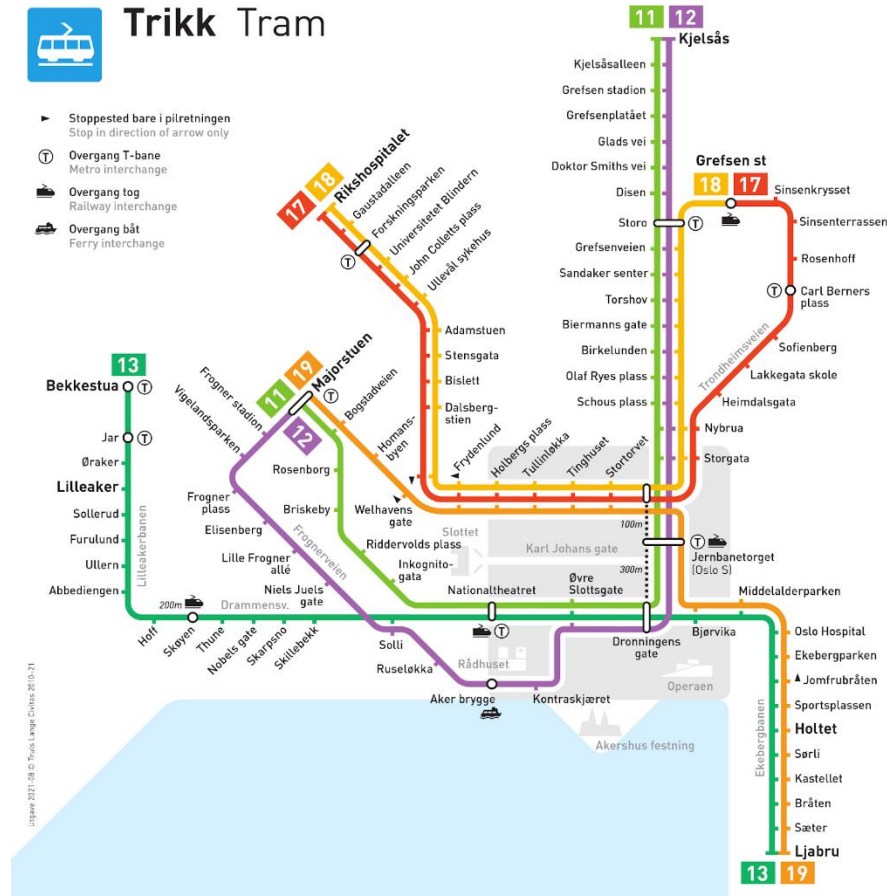 Trikk Tram
Stoppested bare i pilretningen
Stop in direction of arrow only
T
Overgang T-bane
Metro interchange
Overgang tog
Railway interchange
Overgang båt
Ferry interchange
11 12
Kjelsås
Kjelsåsalleen
Grefsen stadion
Grefsenplatået
Glads vei
Doktor Smiths vei
Disen
Storo
T
Grefsenveien
Sandaker senter
Torshov
Biermanns gate
Birkelunden
Olaf Ryes plass
Schous plass
Nybrua
Storgata
Grefsen st
18 17
Sinsenkrysset
Sinsenterrassen
Rosenhoff
T
Carl Berners
plass
Sofienberg
Lakkegata skole
Heimdalsgata
Trondheimsveien
17 18
Rikshospitalet
Gaustadalleen
Forskningsparken
T
Universitetet Blindern
John Colletts plass
Ullevål sykehus
Adamstuen
Stensgata
Bislett
Dalsberg-
stien
Frydenlund
Holbergs plass
Tullinløkka
Tinghuset
Stortorvet
11 19
12
Majorstuen
T
Bogstadveien
Homans-
byen
Welhavens
gate
Rosenborg
Briskeby
Riddervolds plass
Inkognito-
gata
Nationaltheatret
T
Øvre
Slottsgate
Dronningens
gate
Frogner stadion
Vigelandsparken
Frogner
plass
Elisenberg
Lille Frogner
allé
Niels Juels
gate
Frognerveien
Solli
Ruseløkka
Aker brygge
Kontraskjæret
13
Bekkestua
T
Jar
T
Øraker
Lilleaker
Sollerud
Furulund
Ullern
Abbediengen
Lilleakerbanen
200m
Drammensv.
Hoff
Skøyen
Thune
Nobels gate
Skarpsno
Skillebekk
Slottet
Karl Johans gate
100m
300m
T
Jernbanetorget
(Oslo S)
Rådhuset
Operaen
Akershus festning
Bjørvika
Middelalderparken
Oslo Hospital
Ekebergparken
Jomfrubråten
Sportsplassen
Holtet
Sørli
Kastellet
Bråten
Sæter
Ljabru
Ekebergbanen
13 19
Utgave 2021-08 © Truls Lange Civitas 2010-21